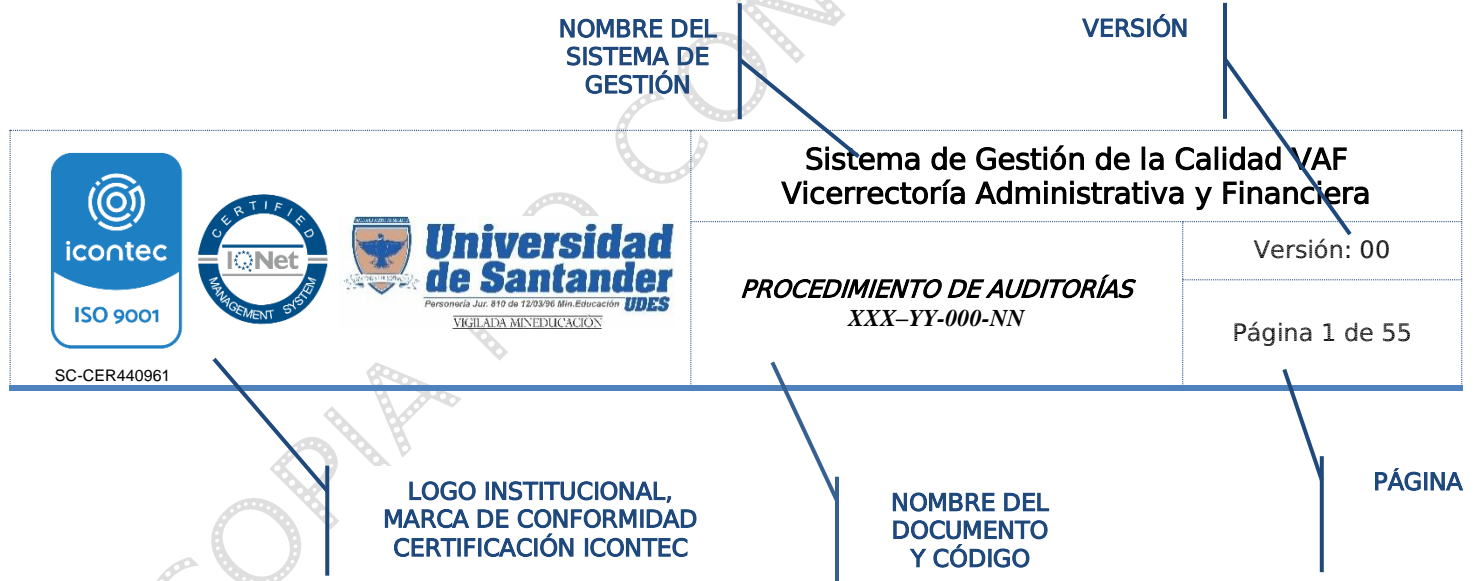 NOMBRE DEL
SISTEMA DE
GESTIÓN
VERSIÓN
icontec
ISO 9001
SC-CER440961
CERTIFIED
IQNet
MANAGEMENT SYSTEM
Universidad
de Santander
Personería Jur. 810 de 12/03/96 Min.Educación UDES
VIGILADA MINEDUCACIÓN
Sistema de Gestión de la Calidad VAF
Vicerrectoría Administrativa y Financiera
PROCEDIMIENTO DE AUDITORÍAS
XXX–YY-000-NN
Versión: 00
Página 1 de 55
LOGO INSTITUCIONAL,
MARCA DE CONFORMIDAD
CERTIFICACIÓN ICONTEC
NOMBRE DEL
DOCUMENTO
Y CÓDIGO
PÁGINA